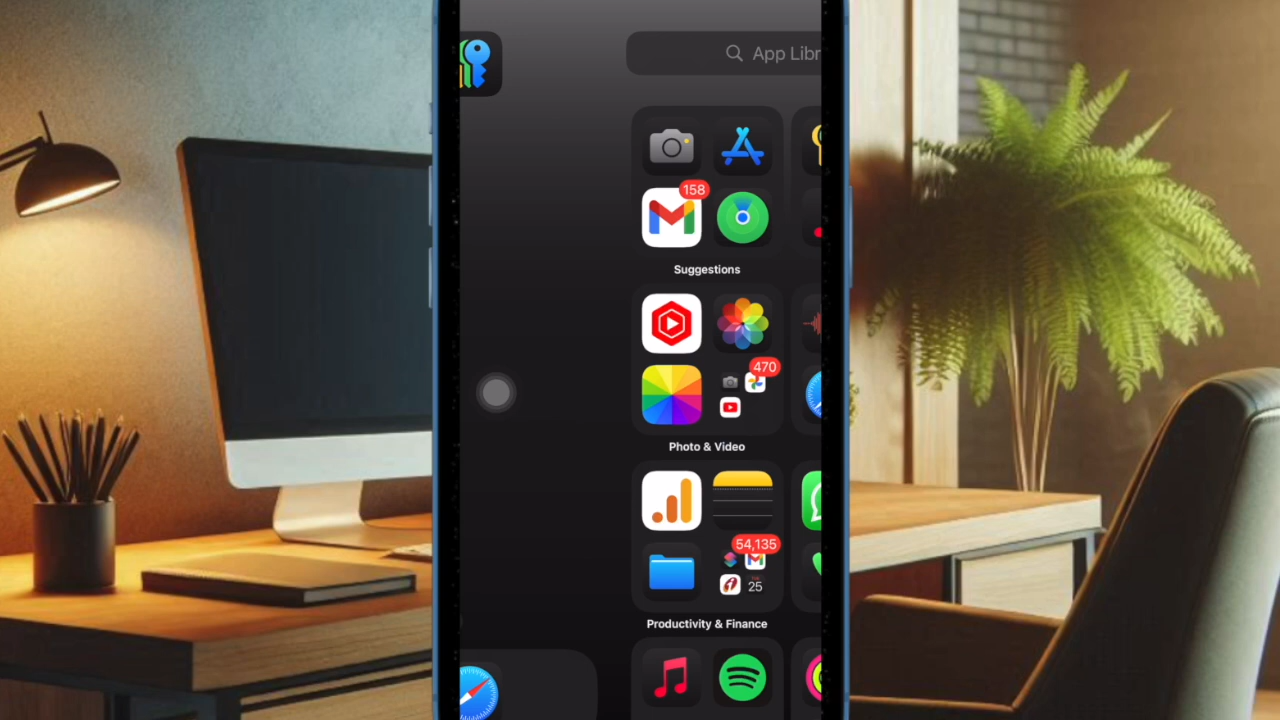 App Libr
158
Suggestions
470
Photo & Video
54,135
25
Productivity & Finance